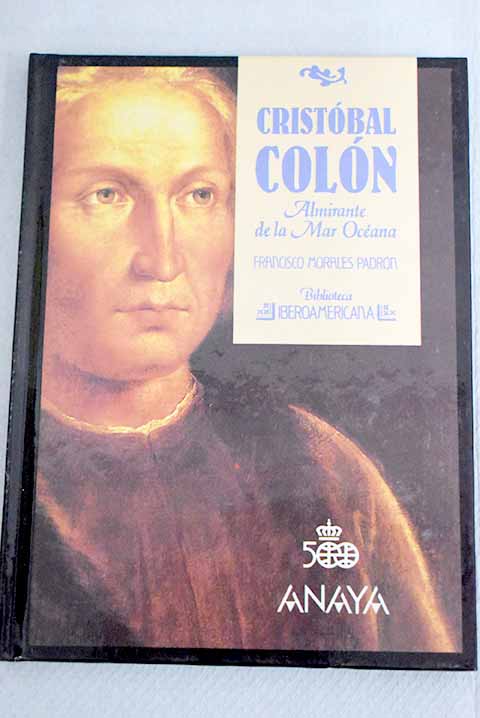 CRISTÓBAL
COLÓN
Almirante
de la Mar Océana
FRANCISCO MORALES PADRÓN
Biblioteca
IBEROAMERICANA
500
ANAYA